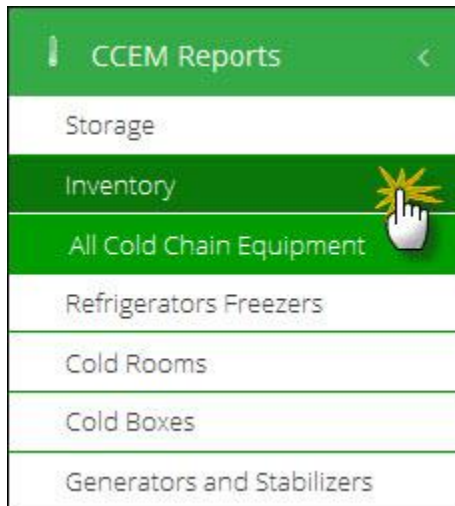 CCEM Reports
Storage
Inventory
All Cold Chain Equipment
Refrigerators Freezers
Cold Rooms
Cold Boxes
Generators and Stabilizers